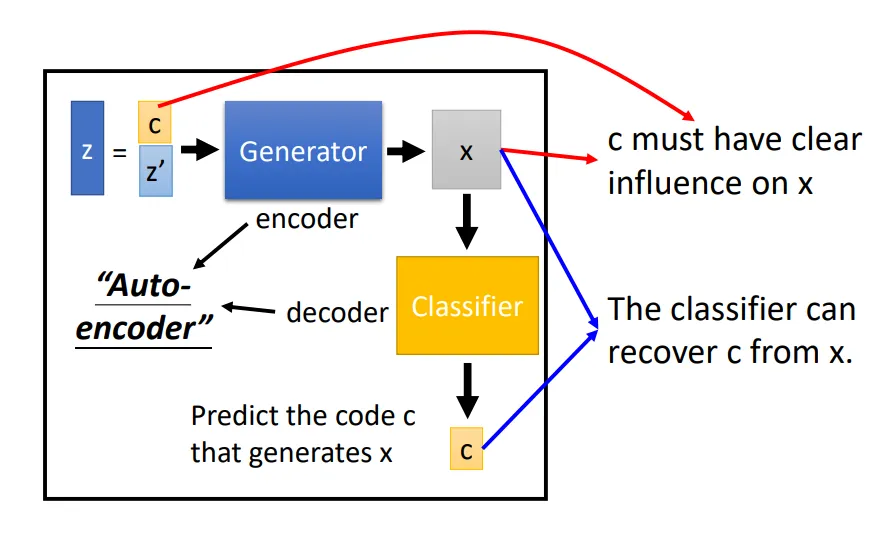 z
=
c
z’
Generator
x
c must have clear
influence on x
encoder
“Auto-
encoder”
decoder
Classifier
The classifier can
recover c from x.
Predict the code c
that generates x
c